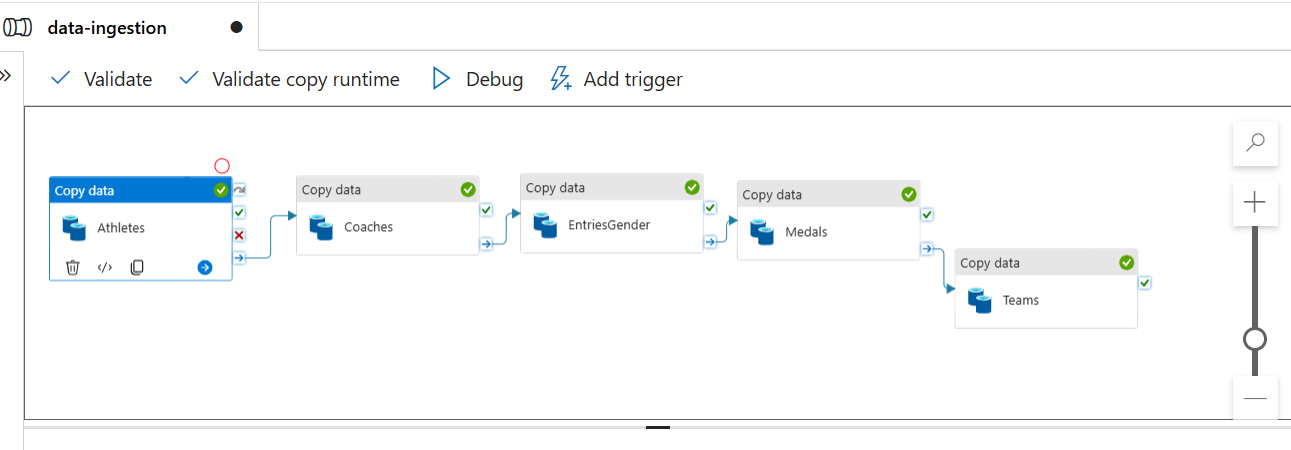 data-ingestion
Validate
Validate copy runtime
Debug
Add trigger
Copy data
Athletes
</>
Copy data
Coaches
Copy data
EntriesGender
Copy data
Medals
Copy data
Teams